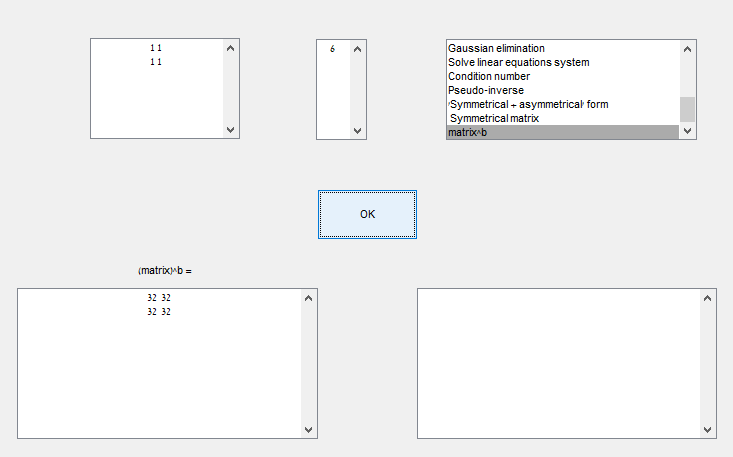 1 1
1 1
6
Gaussian elimination
Solve linear equations system
Condition number
Pseudo-inverse
'Symmetrical + asymmetrical' form
Symmetrical matrix
matrix^b
OK
(matrix)^b =
32 32
32 32